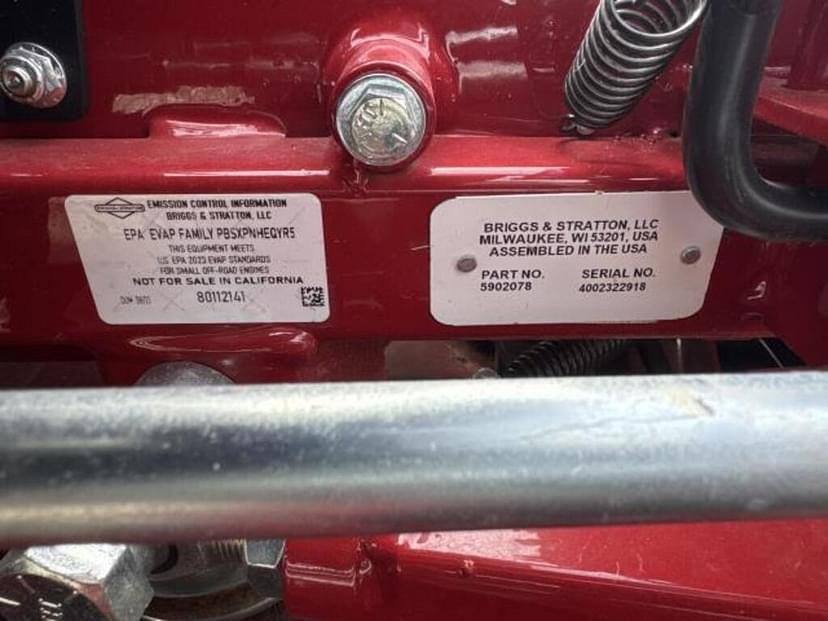 EMISSION CONTROL INFORMATION
BRIGGS & STRATTON, LLC
EPA EVAP FAMILY PBSXPNHEQYR5
THIS EQUIPMENT MEETS
U.S. EPA 2023 EVAP STANDARDS
FOR SMALL OFF-ROAD ENGINES
NOT FOR SALE IN CALIFORNIA
80112141
BRIGGS & STRATTON, LLC
MILWAUKEE, WI 53201, USA
ASSEMBLED IN THE USA
PART NO. SERIAL NO.
5902078 4002322918